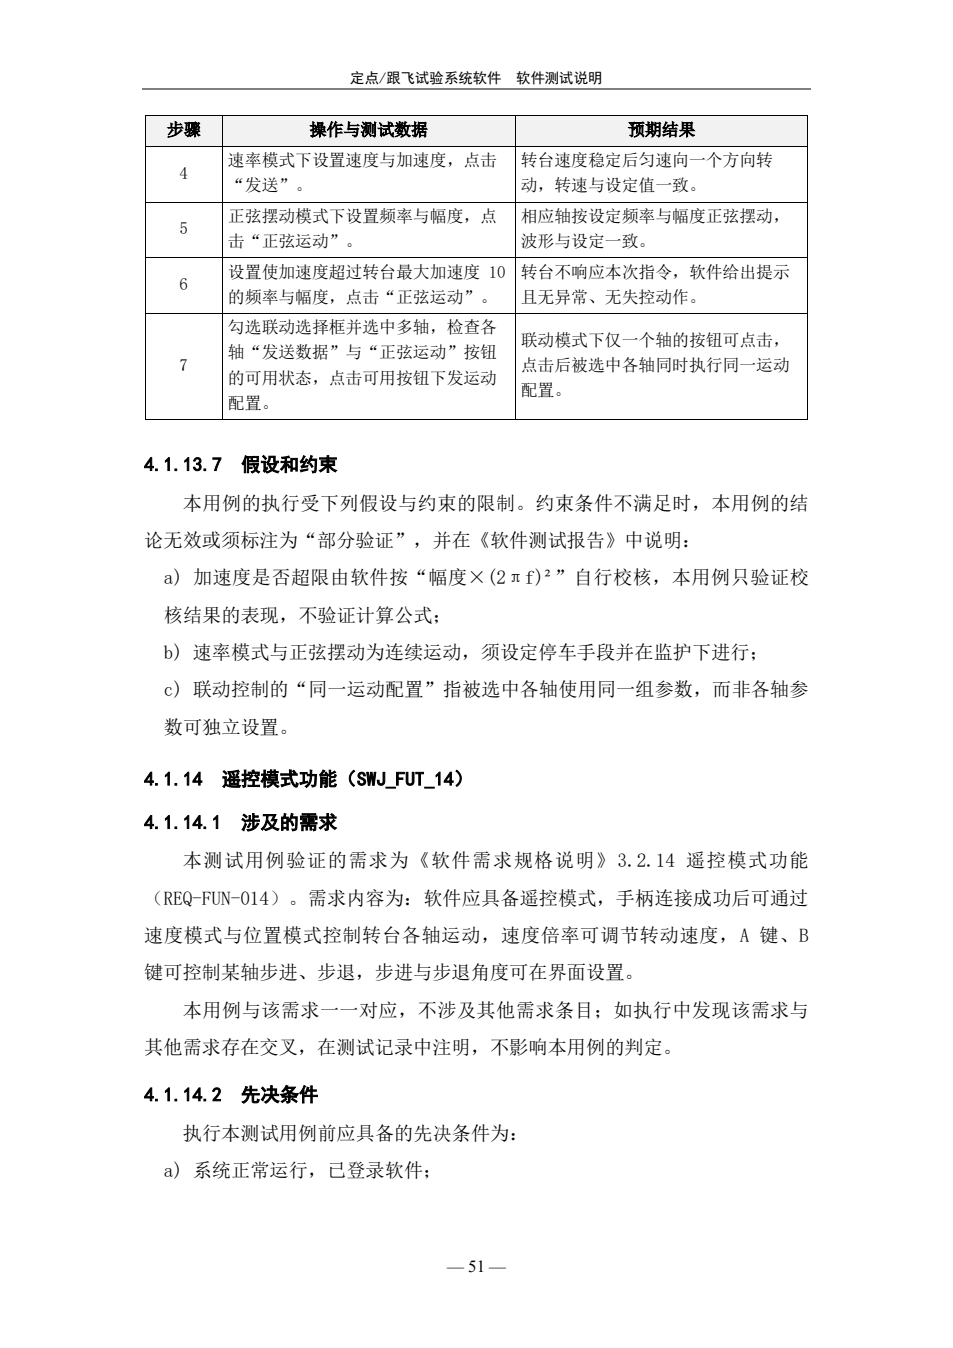 定点/跟飞试验系统软件　软件测试说明
步骤　操作与测试数据　预期结果
4　速率模式下设置速度与加速度，点击　转台速度稳定后匀速向一个方向转
“发送”。　动，转速与设定值一致。
5　正弦摆动模式下设置频率与幅度，点　相应轴按设定频率与幅度正弦摆动，
击“正弦运动”。　波形与设定一致。
6　设置使加速度超过转台最大加速度 10　转台不响应本次指令，软件给出提示
的频率与幅度，点击“正弦运动”。　且无异常、无失控动作。
7　勾选联动选择框并选中多轴，检查各
轴“发送数据”与“正弦运动”按钮
的可用状态，点击可用按钮下发运动
配置。
联动模式下仅一个轴的按钮可点击，
点击后被选中各轴同时执行同一运动
配置。
4.1.13.7　假设和约束
本用例的执行受下列假设与约束的限制。约束条件不满足时，本用例的结
论无效或须标注为“部分验证”，并在《软件测试报告》中说明：
a) 加速度是否超限由软件按“幅度×(2πf)²”自行校核，本用例只验证校
核结果的表现，不验证计算公式；
b) 速率模式与正弦摆动为连续运动，须设定停车手段并在监护下进行；
c) 联动控制的“同一运动配置”指被选中各轴使用同一组参数，而非各轴参
数可独立设置。
4.1.14　遥控模式功能（SWJ_FUT_14）
4.1.14.1　涉及的需求
本测试用例验证的需求为《软件需求规格说明》3.2.14 遥控模式功能
（REQ-FUN-014）。需求内容为：软件应具备遥控模式，手柄连接成功后可通过
速度模式与位置模式控制转台各轴运动，速度倍率可调节转动速度，A 键、B
键可控制某轴步进、步退，步进与步退角度可在界面设置。
本用例与该需求一一对应，不涉及其他需求条目；如执行中发现该需求与
其他需求存在交叉，在测试记录中注明，不影响本用例的判定。
4.1.14.2　先决条件
执行本测试用例前应具备的先决条件为：
a) 系统正常运行，已登录软件；
— 51 —